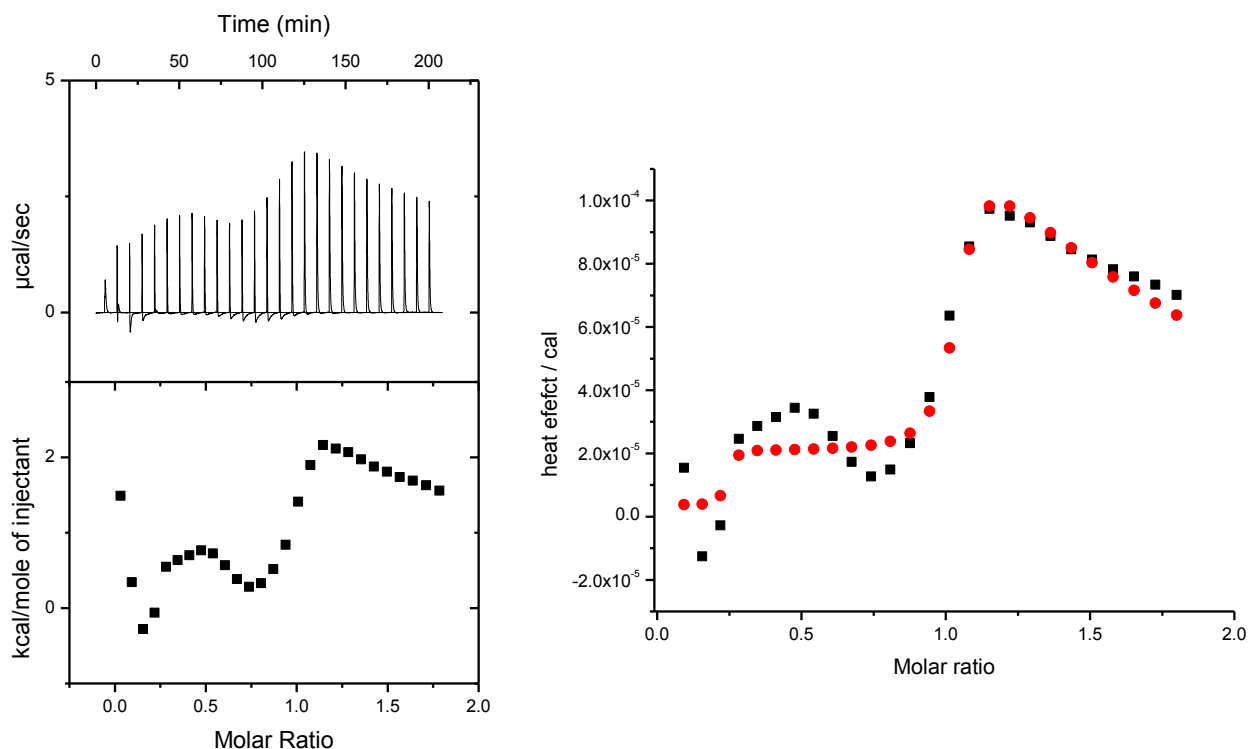 Time (min)
0 50 100 150 200
5
0
µcal/sec
2
0
kcal/mole of injectant
0.0 0.5 1.0 1.5 2.0
Molar Ratio
1.0x10⁻⁴
8.0x10⁻⁵
6.0x10⁻⁵
4.0x10⁻⁵
2.0x10⁻⁵
0.0
-2.0x10⁻⁵
heat efefct / cal
0.0 0.5 1.0 1.5 2.0
Molar ratio